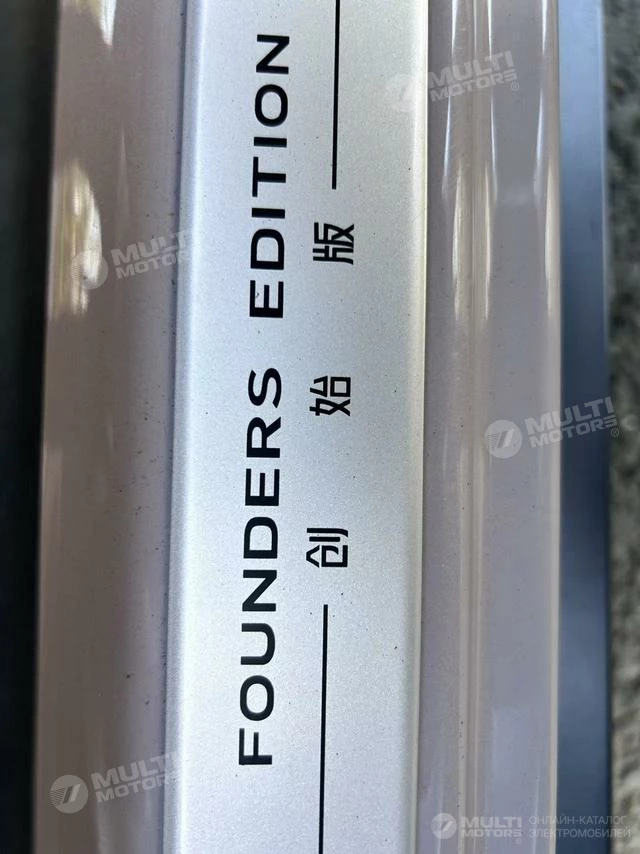 FOUNDERS EDITION
创始版
MULTI
MOTORS®
MULTI
MOTORS
MULTI
MOTORS®
MULTI
MOTORS
MULTI
MOTORS®
ОНЛАЙН-КАТАЛОГ
ЭЛЕКТРОМОБИЛЕЙ